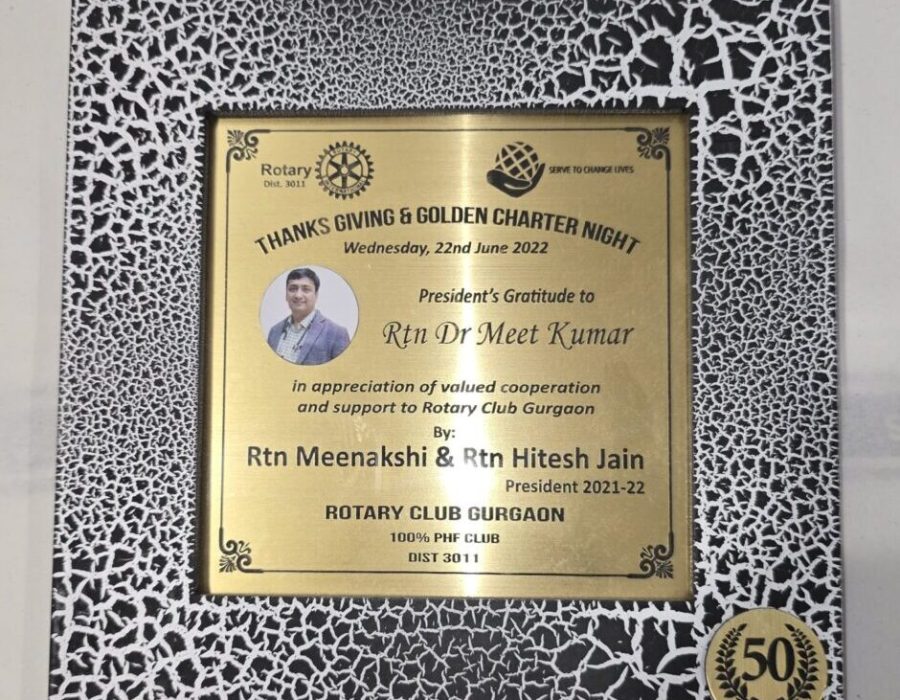 Rotary
Dist. 3011
SERVE TO CHANGE LIVES
THANKS GIVING & GOLDEN CHARTER NIGHT
Wednesday, 22nd June 2022
President's Gratitude to
Rtn Dr Meet Kumar
in appreciation of valued cooperation
and support to Rotary Club Gurgaon
By:
Rtn Meenakshi & Rtn Hitesh Jain
President 2021-22
ROTARY CLUB GURGAON
100% PHF CLUB
DIST 3011
50